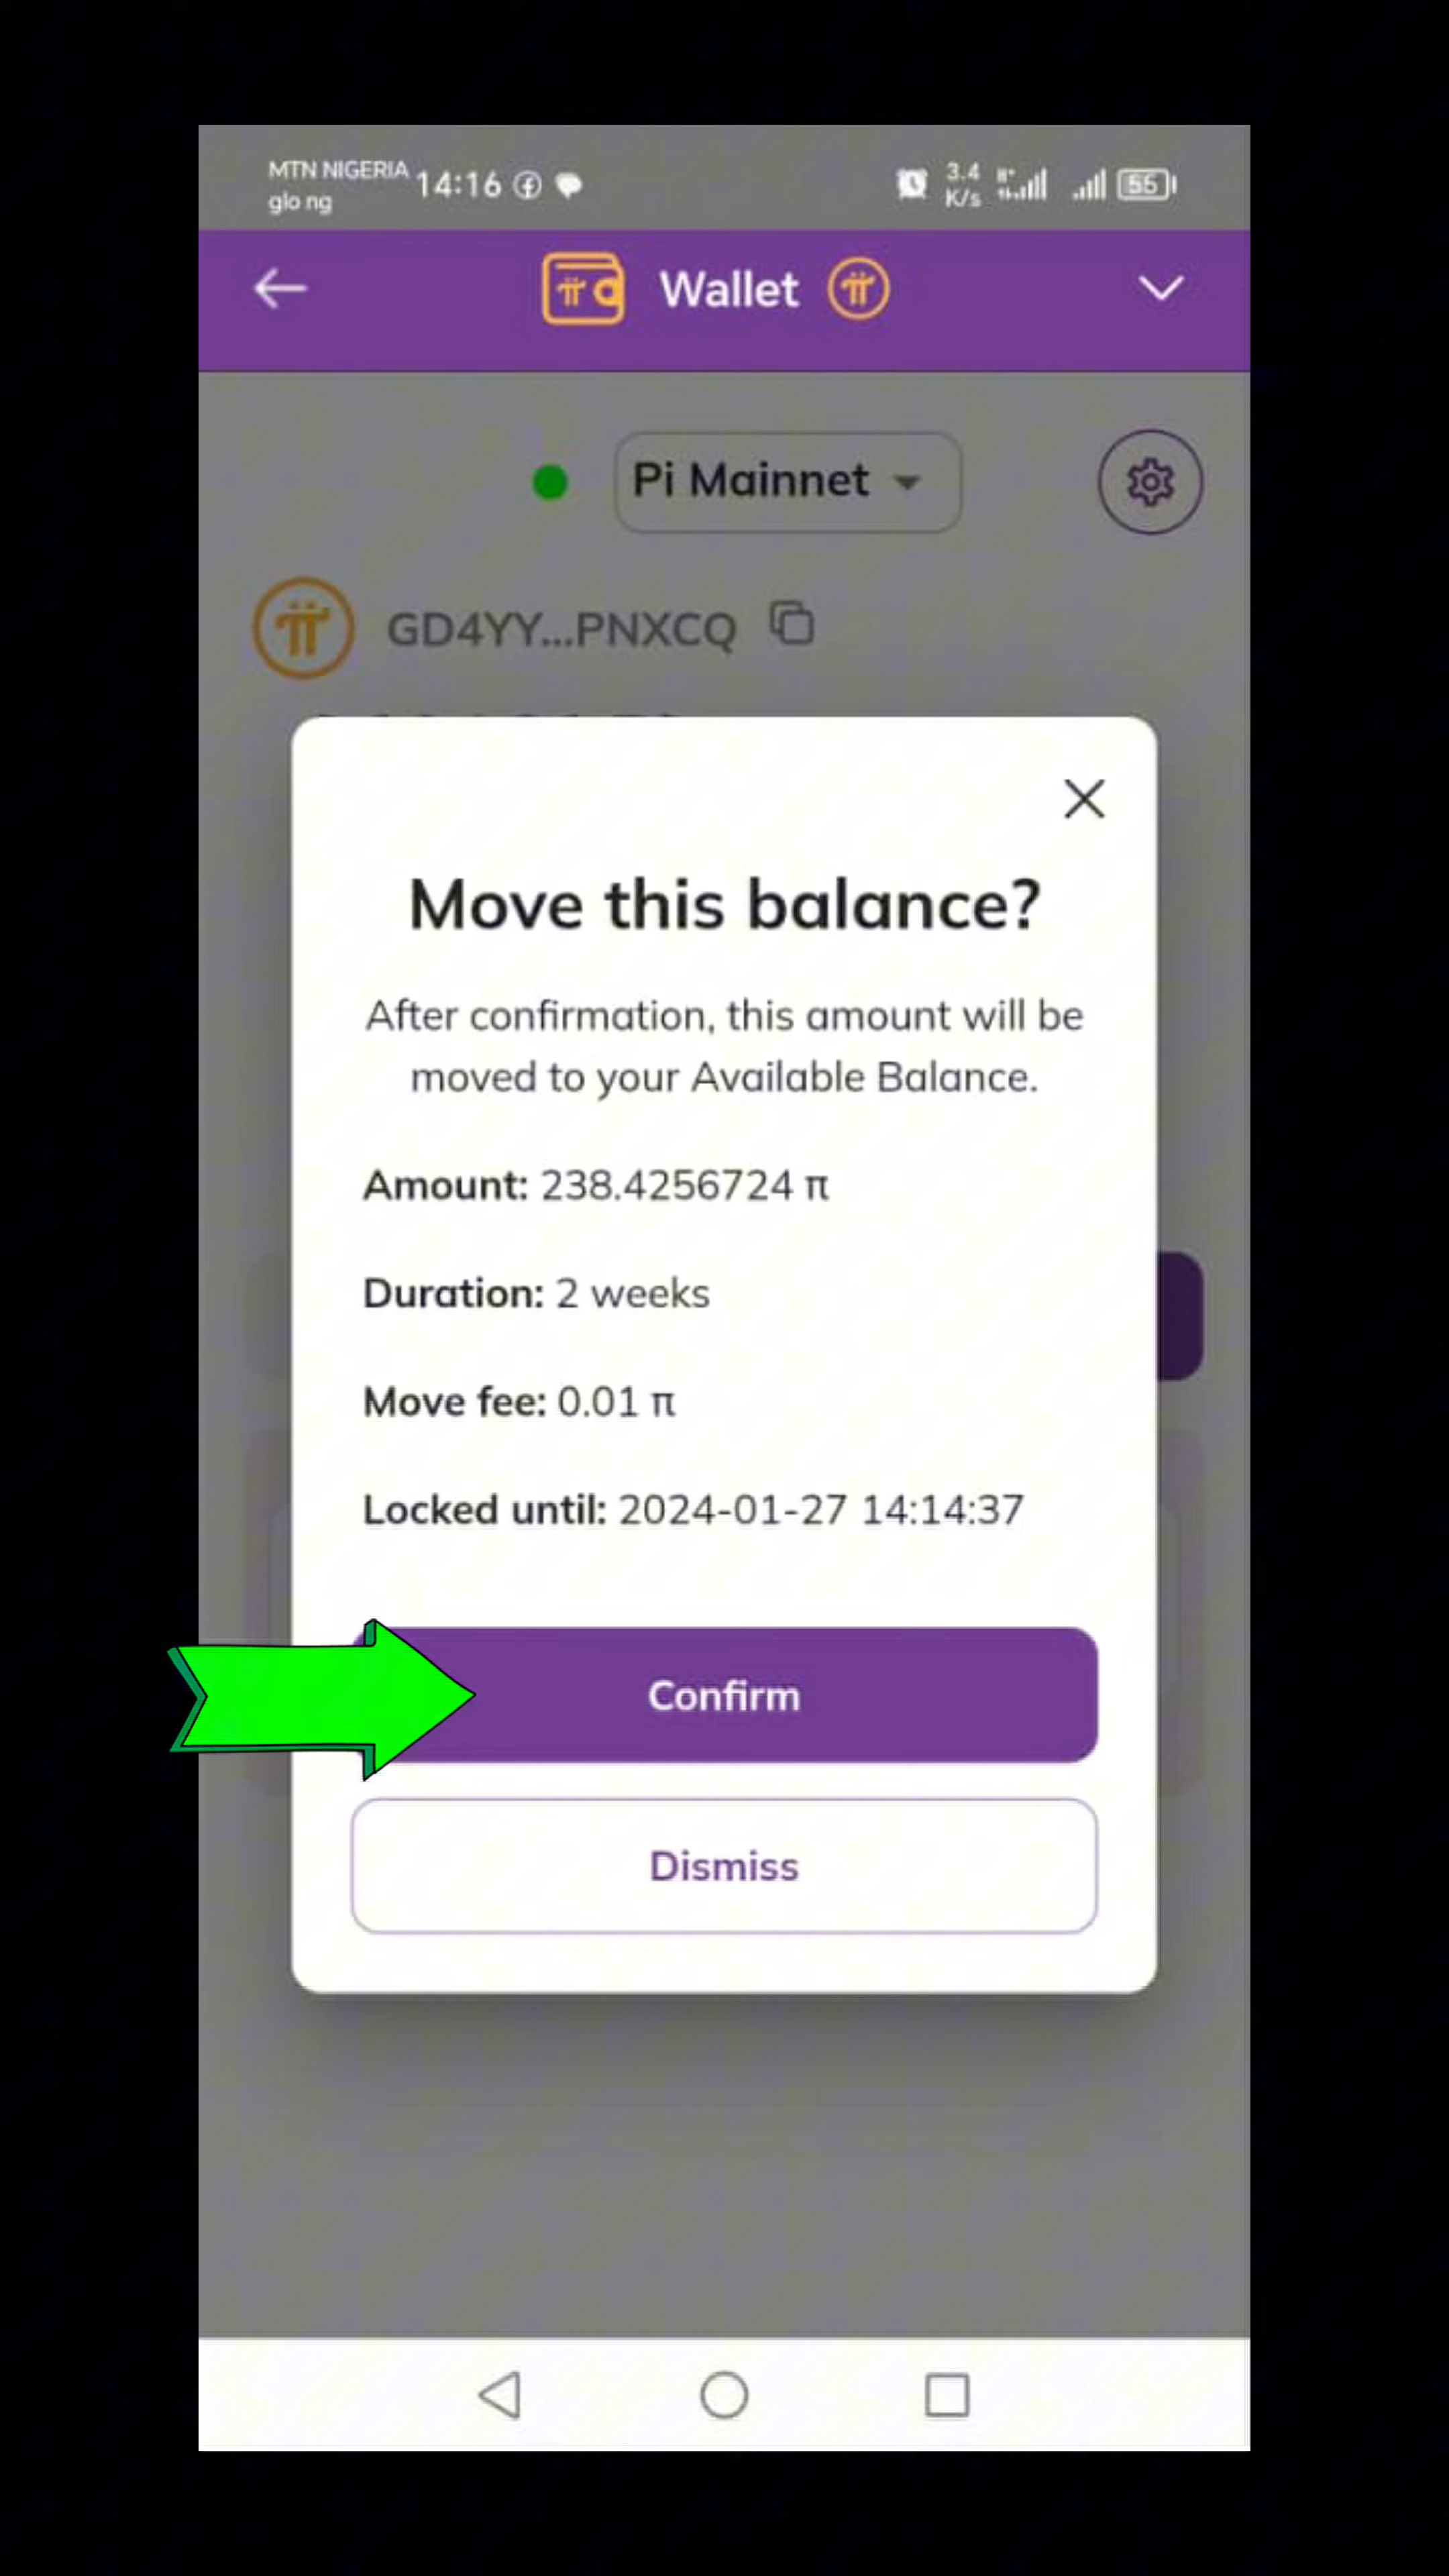 MTN NIGERIA
glo ng
14:16
3.4
K/s
55
Wallet
Pi Mainnet
GD4YY...PNXCQ
Move this balance?
After confirmation, this amount will be
moved to your Available Balance.
Amount: 238.4256724 π
Duration: 2 weeks
Move fee: 0.01 π
Locked until: 2024-01-27 14:14:37
Confirm
Dismiss